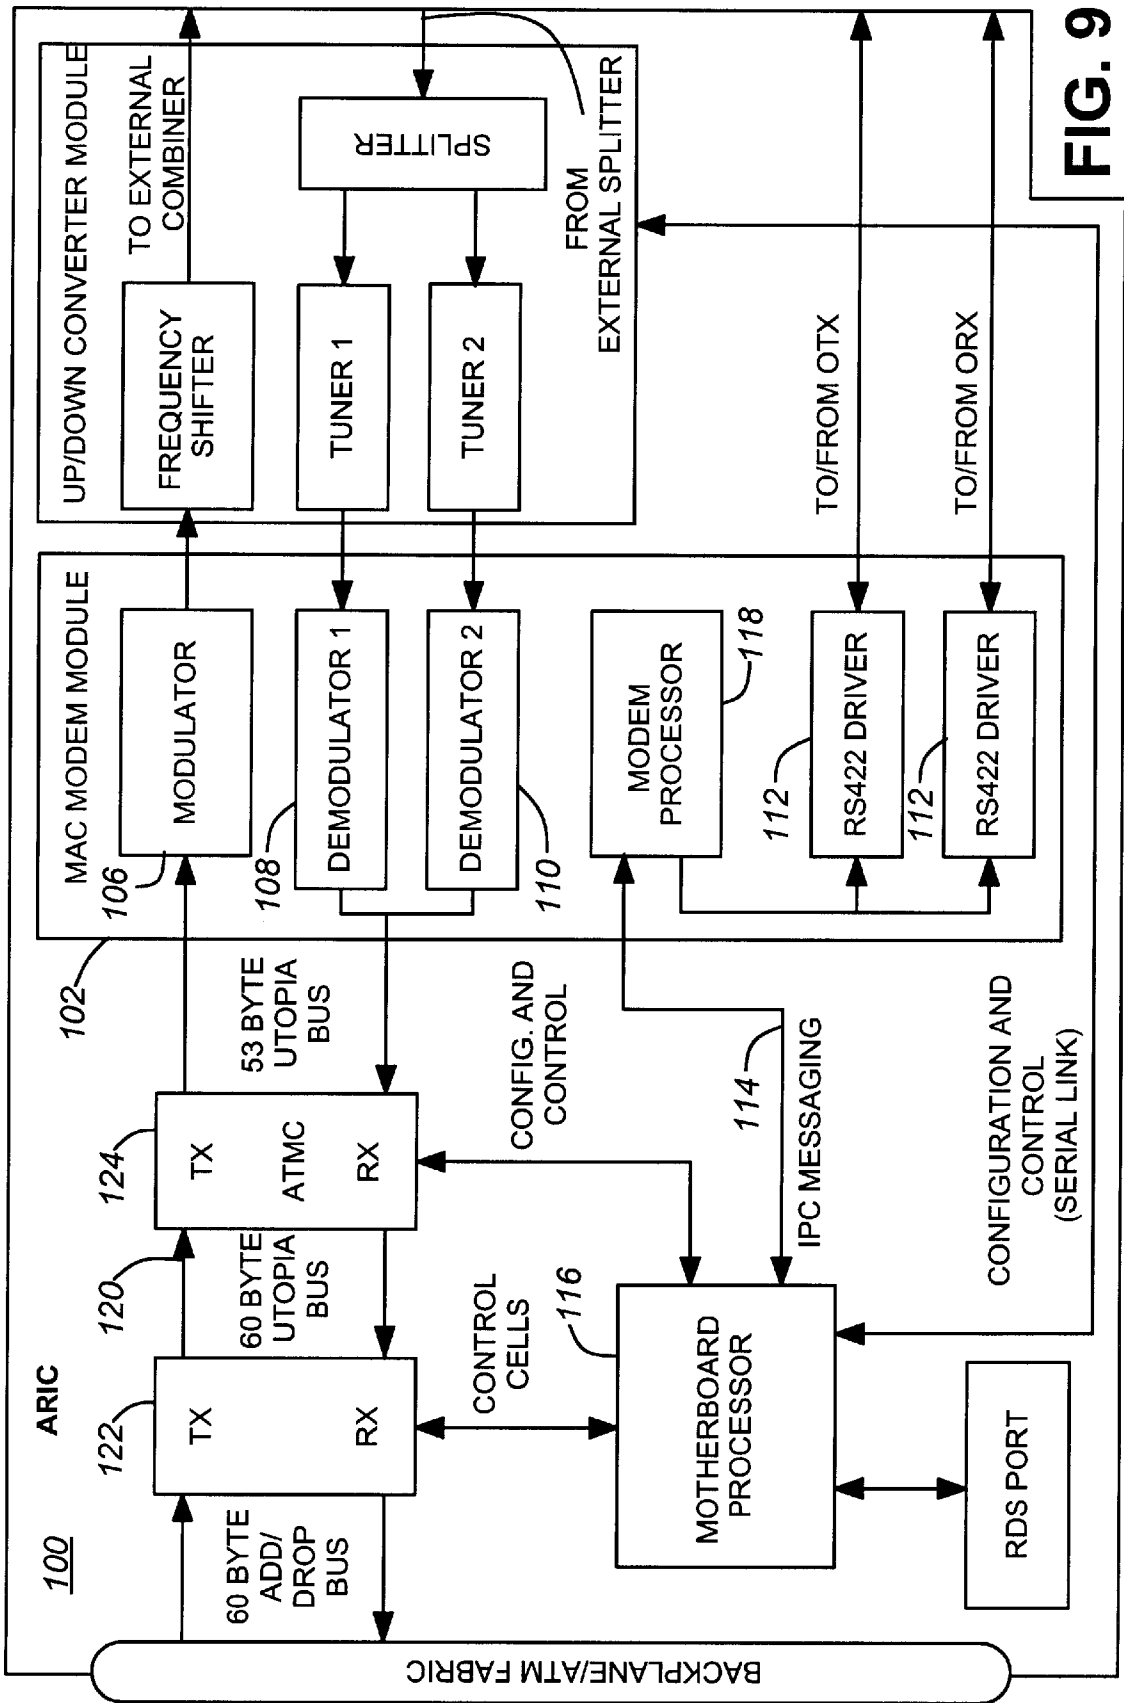 FIG. 9
ARIC
100
BACKPLANE/ATM FABRIC
60 BYTE
ADD/
DROP
BUS
122
TX
RX
120
60 BYTE
UTOPIA
BUS
124
TX
ATMC
RX
53 BYTE
UTOPIA
BUS
102
MAC MODEM MODULE
106
MODULATOR
108
DEMODULATOR 1
DEMODULATOR 2
110
MODEM
PROCESSOR
118
112
RS422 DRIVER
112
RS422 DRIVER
UP/DOWN CONVERTER MODULE
FREQUENCY
SHIFTER
TO EXTERNAL
COMBINER
TUNER 1
TUNER 2
SPLITTER
FROM
EXTERNAL SPLITTER
TO/FROM OTX
TO/FROM ORX
CONTROL
CELLS
CONFIG. AND
CONTROL
116
MOTHERBOARD
PROCESSOR
114
IPC MESSAGING
RDS PORT
CONFIGURATION AND
CONTROL
(SERIAL LINK)